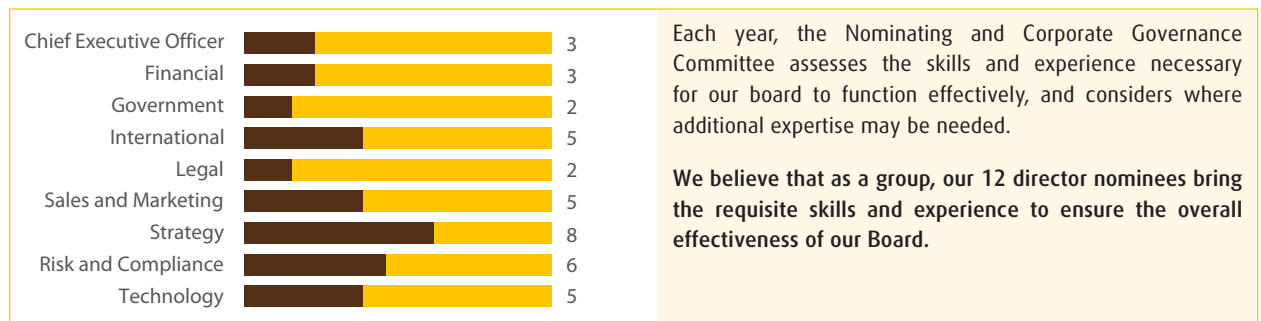 Chief Executive Officer 3
Financial 3
Government 2
International 5
Legal 2
Sales and Marketing 5
Strategy 8
Risk and Compliance 6
Technology 5
Each year, the Nominating and Corporate Governance
Committee assesses the skills and experience necessary
for our board to function effectively, and considers where
additional expertise may be needed.
We believe that as a group, our 12 director nominees bring
the requisite skills and experience to ensure the overall
effectiveness of our Board.